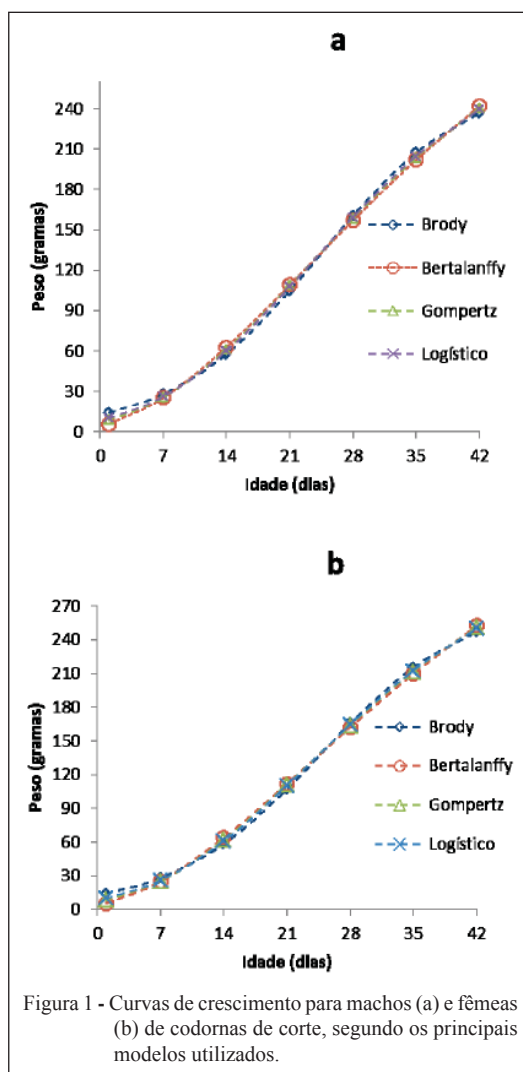 a
240
210
180
150
120
90
60
30
0
Peso (gramas)
Brody
Bertalanffy
Gompertz
Logístico
0 7 14 21 28 35 42
Idade (dias)
b
270
240
210
180
150
120
90
60
30
0
Peso (gramas)
Brody
Bertalanffy
Gompertz
Logístico
0 7 14 21 28 35 42
Idade (dias)
Figura 1 - Curvas de crescimento para machos (a) e fêmeas
(b) de codornas de corte, segundo os principais
modelos utilizados.